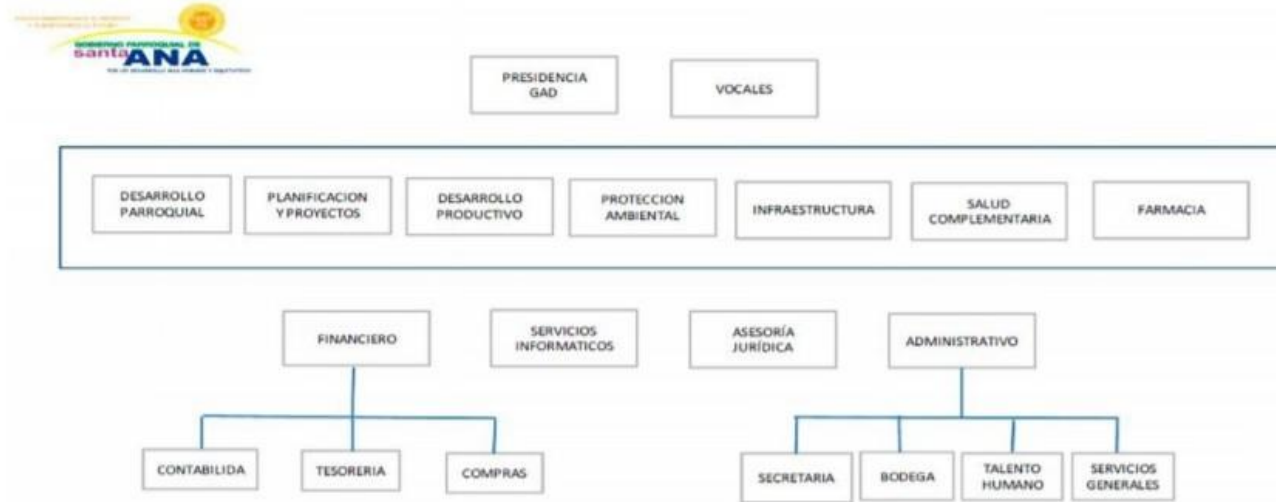 GOBIERNO PARROQUIAL DE
santa ANA
PRESIDENCIA
GAD
VOCALES
DESARROLLO
PARROQUIAL
PLANIFICACION
Y PROYECTOS
DESARROLLO
PRODUCTIVO
PROTECCION
AMBIENTAL
INFRAESTRUCTURA
SALUD
COMPLEMENTARIA
FARMACIA
FINANCIERO
SERVICIOS
INFORMATICOS
ASESORÍA
JURÍDICA
ADMINISTRATIVO
CONTABILIDA
TESORERIA
COMPRAS
SECRETARIA
BODEGA
TALENTO
HUMANO
SERVICIOS
GENERALES